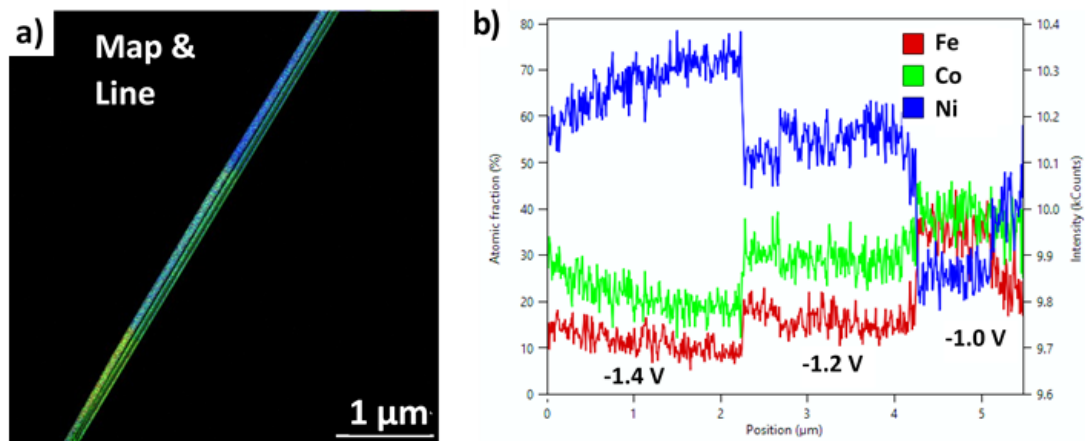 a)
Map &
Line
1 μm
b)
Fe
Co
Ni
80
70
60
50
40
30
20
10
0
Atomic fraction (%)
10.4
10.3
10.2
10.1
10.0
9.9
9.8
9.7
9.6
Intensity (kCounts)
-1.4 V
-1.2 V
-1.0 V
0
1
2
3
4
5
Position (μm)